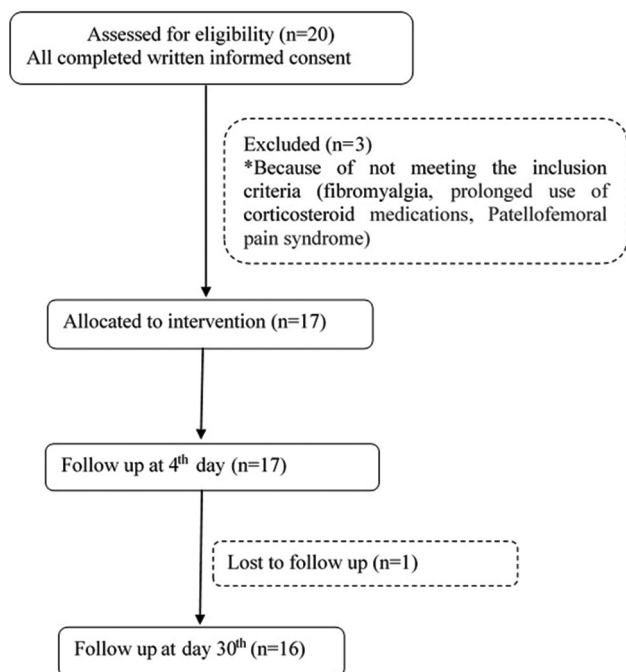 Assessed for eligibility (n=20)
All completed written informed consent
Excluded (n=3)
*Because of not meeting the inclusion
criteria (fibromyalgia, prolonged use of
corticosteroid medications, Patellofemoral
pain syndrome)
Allocated to intervention (n=17)
Follow up at 4th day (n=17)
Lost to follow up (n=1)
Follow up at day 30th (n=16)